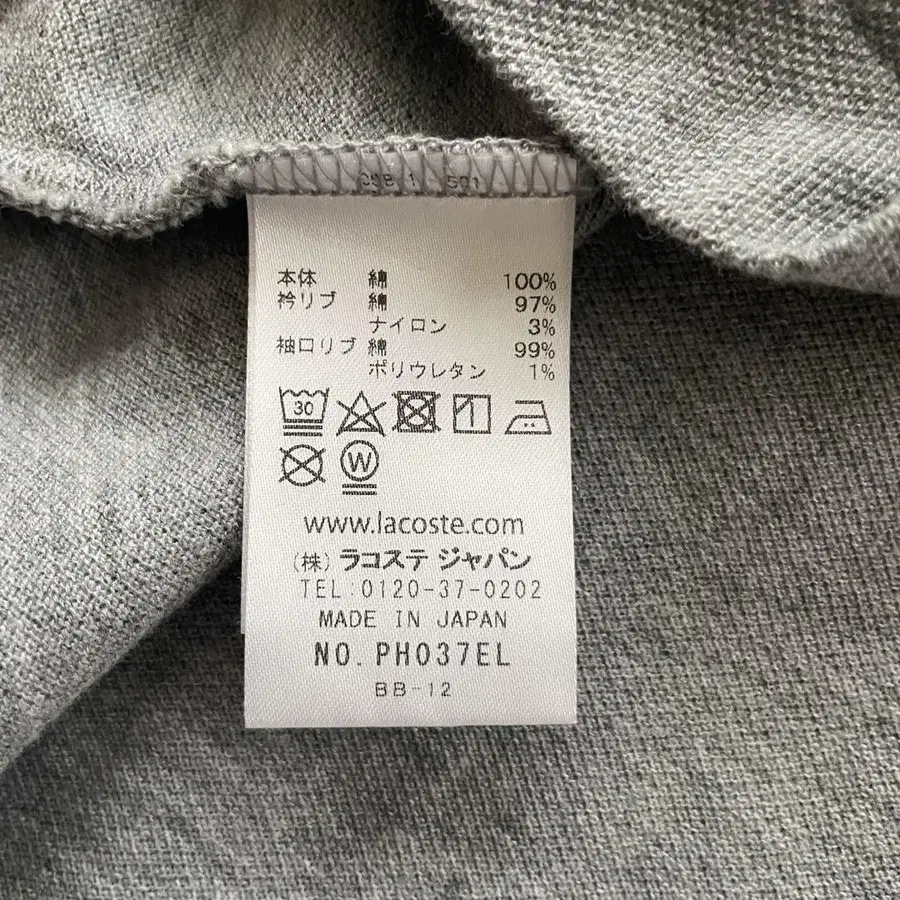 本体 綿 100%
衿リブ 綿 97%
ナイロン 3%
袖口リブ 綿 99%
ポリウレタン 1%
30
W
www.lacoste.com
(株) ラコステ ジャパン
TEL:0120-37-0202
MADE IN JAPAN
NO. PH037EL
BB-12